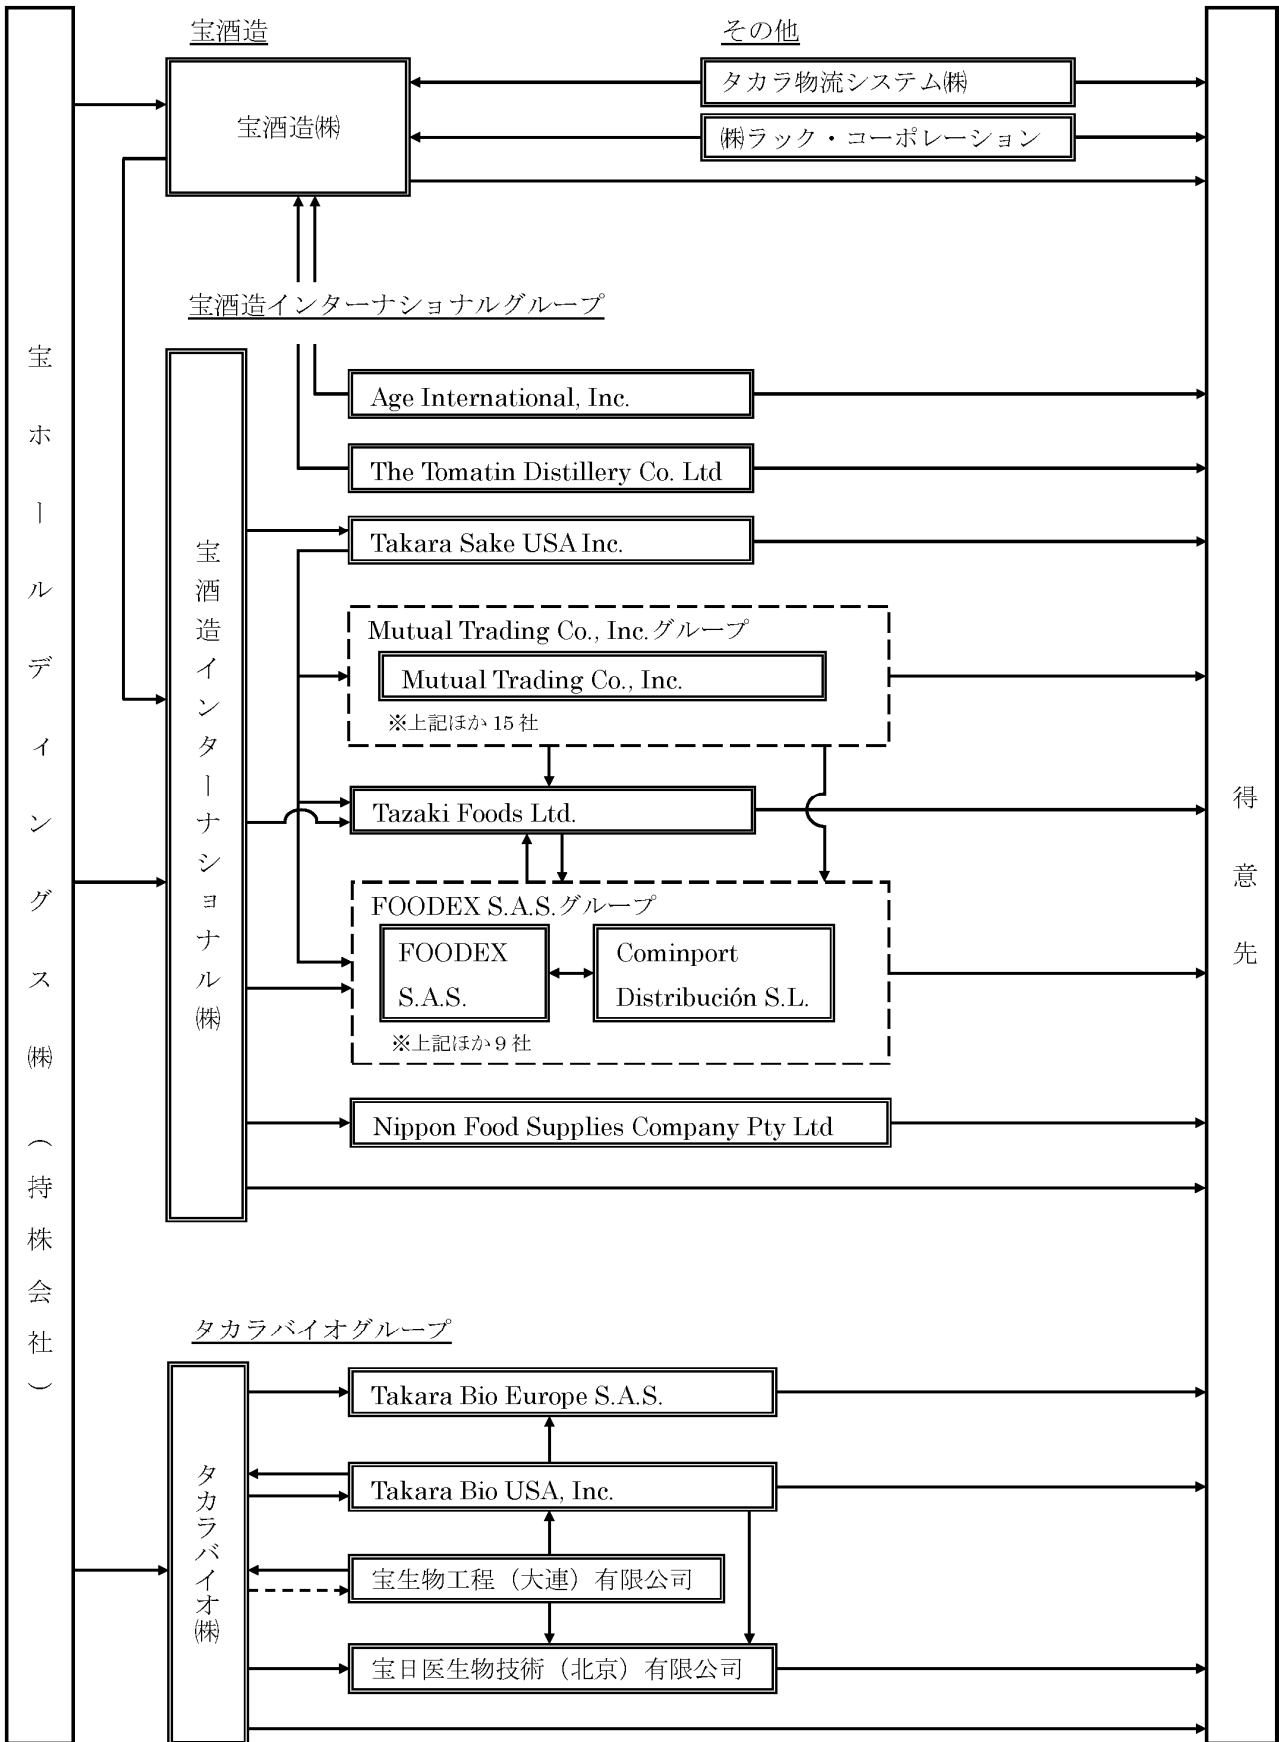 宝酒造
その他
宝酒造㈱
タカラ物流システム㈱
㈱ラック・コーポレーション
宝ホールディングス㈱（持株会社）
得意先
宝酒造インターナショナルグループ
宝酒造インターナショナル㈱
Age International, Inc.
The Tomatin Distillery Co. Ltd
Takara Sake USA Inc.
Mutual Trading Co., Inc.グループ
Mutual Trading Co., Inc.
※上記ほか 15 社
Tazaki Foods Ltd.
FOODEX S.A.S.グループ
FOODEX
S.A.S.
Cominport
Distribución S.L.
※上記ほか 9 社
Nippon Food Supplies Company Pty Ltd
タカラバイオグループ
タカラバイオ㈱
Takara Bio Europe S.A.S.
Takara Bio USA, Inc.
宝生物工程（大連）有限公司
宝日医生物技術（北京）有限公司